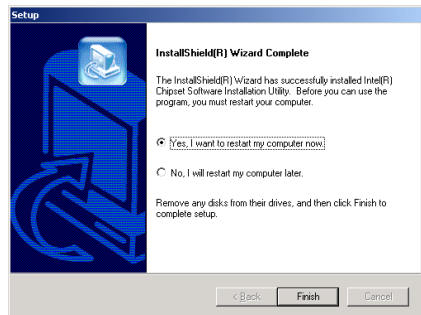 Setup
InstallShield(R) Wizard Complete
The InstallShield(R) Wizard has successfully installed Intel(R)
Chipset Software Installation Utility. Before you can use the
program, you must restart your computer.
Yes, I want to restart my computer now.
No, I will restart my computer later.
Remove any disks from their drives, and then click Finish to
complete setup.
< Back Finish Cancel